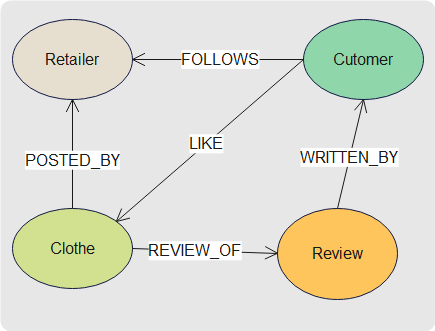 Retailer
FOLLOWS
Cutomer
LIKE
POSTED_BY
WRITTEN_BY
Clothe
REVIEW_OF
Review